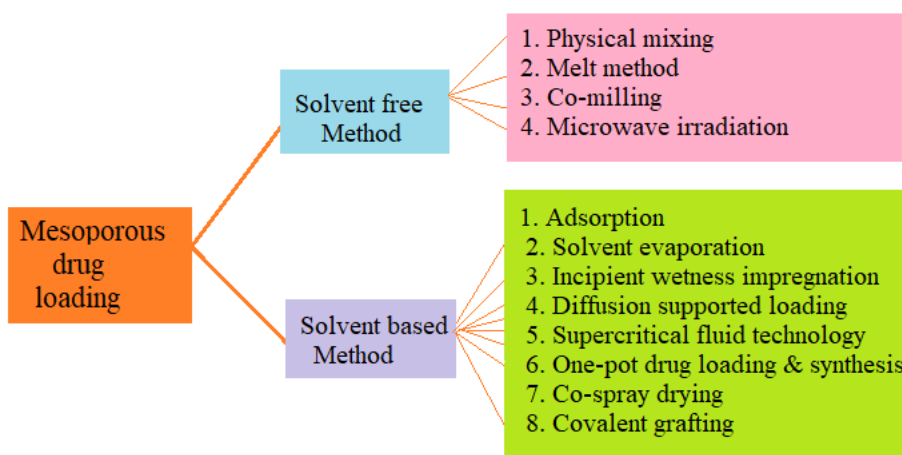 Mesoporous
drug
loading
Solvent free
Method
1. Physical mixing
2. Melt method
3. Co-milling
4. Microwave irradiation
Solvent based
Method
1. Adsorption
2. Solvent evaporation
3. Incipient wetness impregnation
4. Diffusion supported loading
5. Supercritical fluid technology
6. One-pot drug loading & synthesis
7. Co-spray drying
8. Covalent grafting